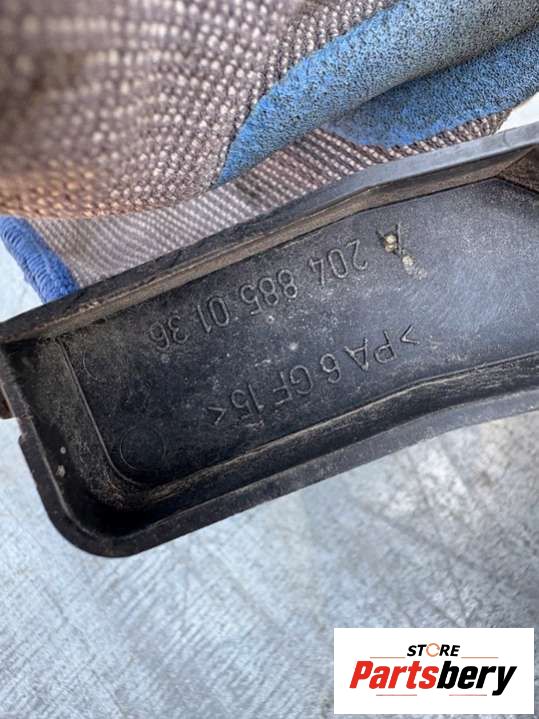 A 204 885 01 36
>PA 6 GF 15<
STORE
Partsbery